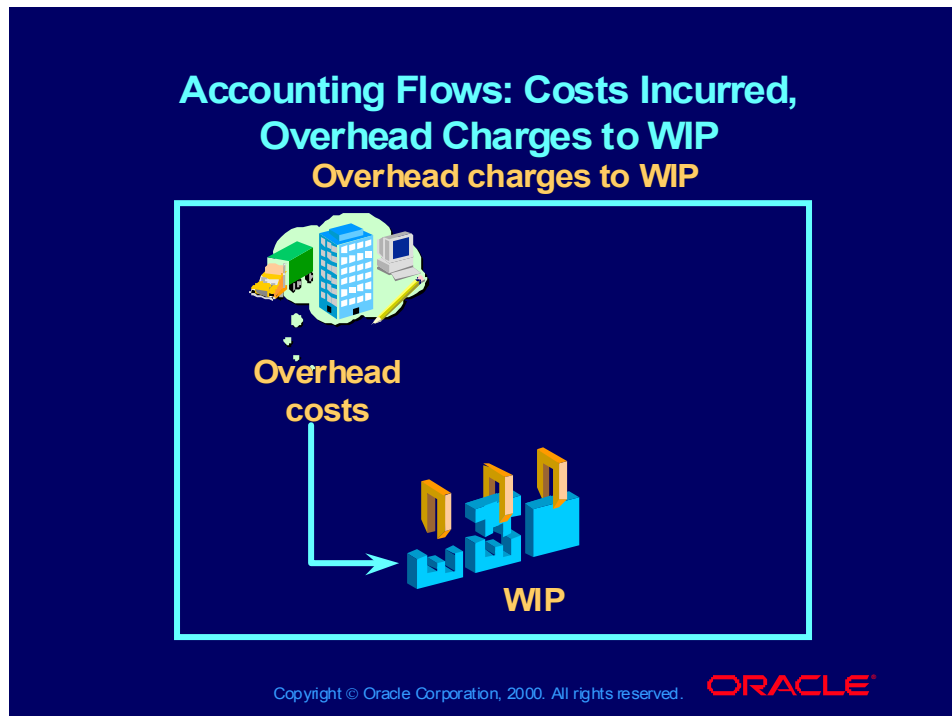 Accounting Flows: Costs Incurred,
Overhead Charges to WIP
Overhead charges to WIP
Overhead
costs
WIP
Copyright © Oracle Corporation, 2000. All rights reserved.
ORACLE®